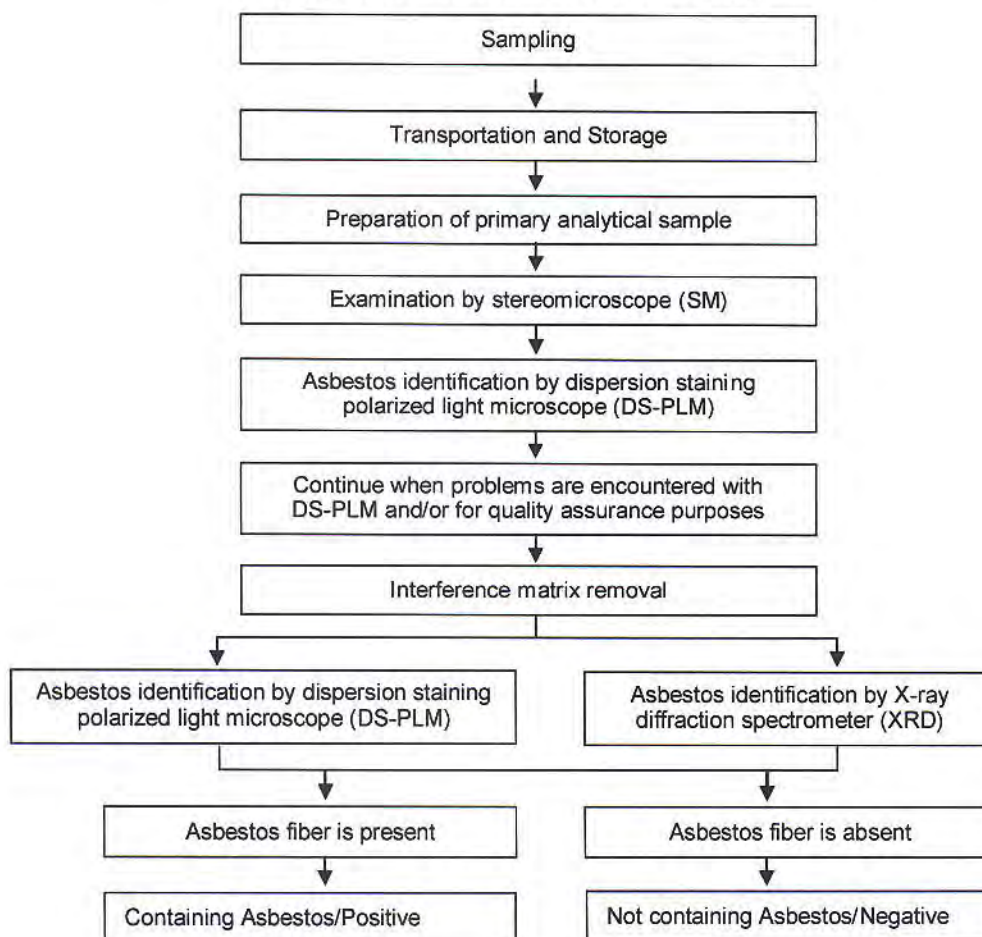 Sampling
Transportation and Storage
Preparation of primary analytical sample
Examination by stereomicroscope (SM)
Asbestos identification by dispersion staining
polarized light microscope (DS-PLM)
Continue when problems are encountered with
DS-PLM and/or for quality assurance purposes
Interference matrix removal
Asbestos identification by dispersion staining
polarized light microscope (DS-PLM)
Asbestos identification by X-ray
diffraction spectrometer (XRD)
Asbestos fiber is present
Asbestos fiber is absent
Containing Asbestos/Positive
Not containing Asbestos/Negative